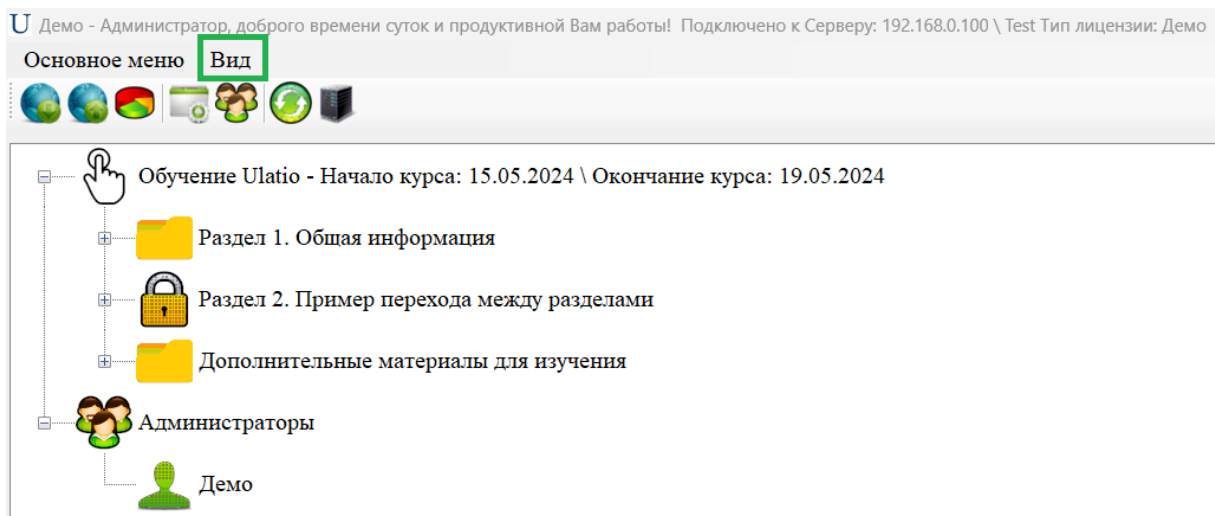 U Демо - Администратор, доброго времени суток и продуктивной Вам работы! Подключено к Серверу: 192.168.0.100 \ Test Тип лицензии: Демо
Основное меню Вид
Обучение Ulatio - Начало курса: 15.05.2024 \ Окончание курса: 19.05.2024
Раздел 1. Общая информация
Раздел 2. Пример перехода между разделами
Дополнительные материалы для изучения
Администраторы
Демо